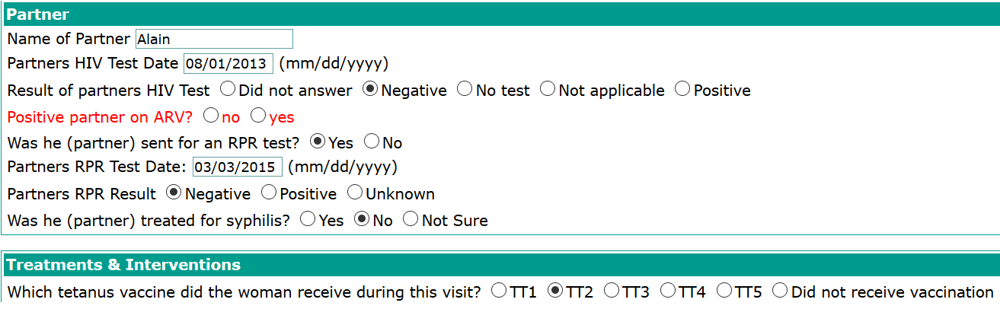 Partner
Name of Partner Alain
Partners HIV Test Date 08/01/2013 (mm/dd/yyyy)
Result of partners HIV Test Did not answer Negative No test Not applicable Positive
Positive partner on ARV? no yes
Was he (partner) sent for an RPR test? Yes No
Partners RPR Test Date: 03/03/2015 (mm/dd/yyyy)
Partners RPR Result Negative Positive Unknown
Was he (partner) treated for syphilis? Yes No Not Sure
Treatments & Interventions
Which tetanus vaccine did the woman receive during this visit? TT1 TT2 TT3 TT4 TT5 Did not receive vaccination